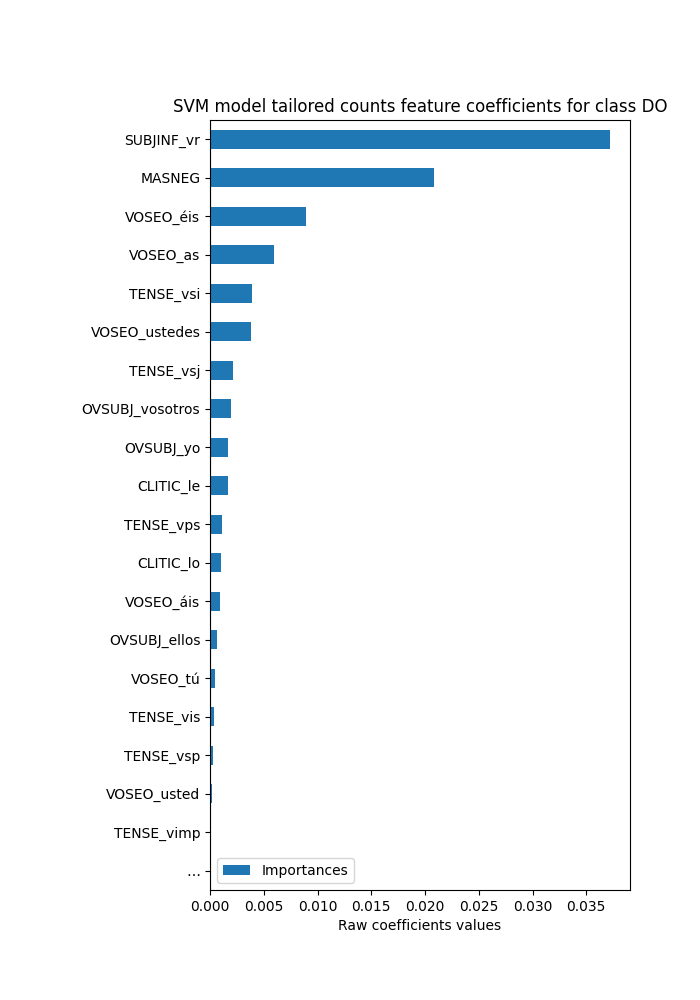 SVM model tailored counts feature coefficients for class DO
SUBJINF_vr
MASNEG
VOSEO_éis
VOSEO_as
TENSE_vsi
VOSEO_ustedes
TENSE_vsj
OVSUBJ_vosotros
OVSUBJ_yo
CLITIC_le
TENSE_vps
CLITIC_lo
VOSEO_áis
OVSUBJ_ellos
VOSEO_tú
TENSE_vis
TENSE_vsp
VOSEO_usted
TENSE_vimp
...
Importances
0.000 0.005 0.010 0.015 0.020 0.025 0.030 0.035
Raw coefficients values